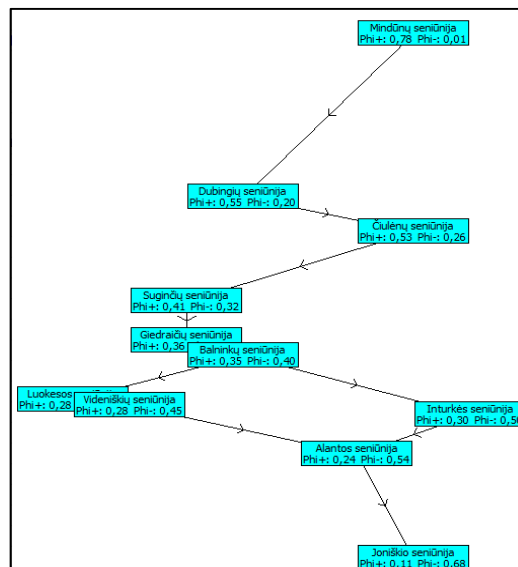 Mindūnų seniūnija
Phi+: 0,78 Phi-: 0,01
Dubingių seniūnija
Phi+: 0,55 Phi-: 0,20
Čiulėnų seniūnija
Phi+: 0,53 Phi-: 0,26
Suginčių seniūnija
Phi+: 0,41 Phi-: 0,32
Giedraičių seniūnija
Phi+: 0,36
Balninkų seniūnija
Phi+: 0,35 Phi-: 0,40
Luokesos
Phi+: 0,28
Videniškių seniūnija
Phi+: 0,28 Phi-: 0,45
Inturkės seniūnija
Phi+: 0,30 Phi-: 0,50
Alantos seniūnija
Phi+: 0,24 Phi-: 0,54
Joniškio seniūnija
Phi+: 0,11 Phi-: 0,68